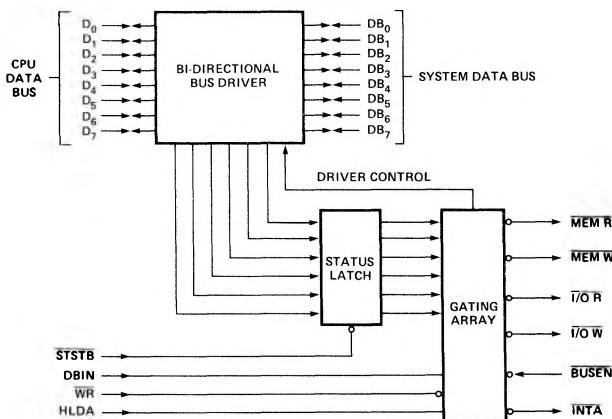 D0
D1
D2
D3
D4
D5
D6
D7
CPU
DATA
BUS
BI-DIRECTIONAL
BUS DRIVER
DB0
DB1
DB2
DB3
DB4
DB5
DB6
DB7
SYSTEM DATA BUS
DRIVER CONTROL
STATUS
LATCH
GATING
ARRAY
MEM R
MEM W
I/O R
I/O W
BUSEN
INTA
STSTB
DBIN
WR
HLDA